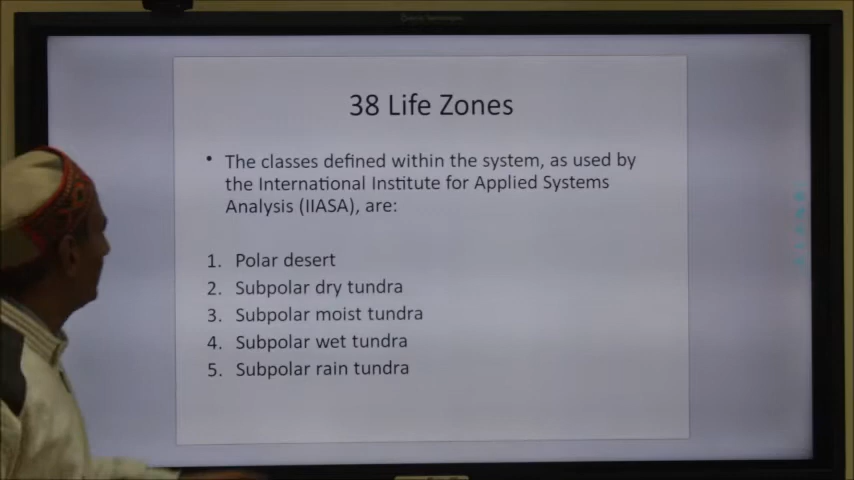 38 Life Zones
• The classes defined within the system, as used by
the International Institute for Applied Systems
Analysis (IIASA), are:
1. Polar desert
2. Subpolar dry tundra
3. Subpolar moist tundra
4. Subpolar wet tundra
5. Subpolar rain tundra